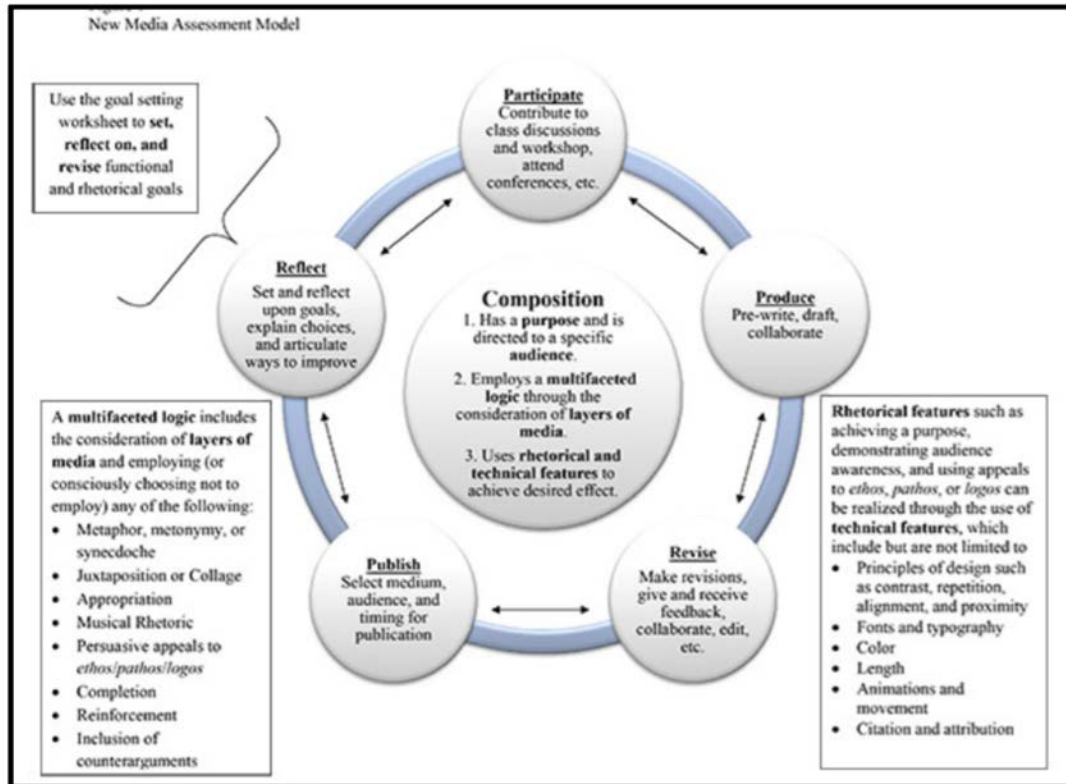 New Media Assessment Model
Use the goal setting
worksheet to set,
reflect on, and
revise functional
and rhetorical goals
Participate
Contribute to
class discussions
and workshop,
attend
conferences, etc.
Reflect
Set and reflect
upon goals,
explain choices,
and articulate
ways to improve
Composition
1. Has a purpose and is
directed to a specific
audience.
2. Employs a multifaceted
logic through the
consideration of layers of
media.
3. Uses rhetorical and
technical features to
achieve desired effect.
Produce
Pre-write, draft,
collaborate
A multifaceted logic includes
the consideration of layers of
media and employing (or
consciously choosing not to
employ) any of the following:
• Metaphor, metonymy, or
synecdoche
• Juxtaposition or Collage
• Appropriation
• Musical Rhetoric
• Persuasive appeals to
ethos/pathos/logos
• Completion
• Reinforcement
• Inclusion of
counterarguments
Publish
Select medium,
audience, and
timing for
publication
Revise
Make revisions,
give and receive
feedback,
collaborate, edit,
etc.
Rhetorical features such as
achieving a purpose,
demonstrating audience
awareness, and using appeals
to ethos, pathos, or logos can
be realized through the use of
technical features, which
include but are not limited to
• Principles of design such
as contrast, repetition,
alignment, and proximity
• Fonts and typography
• Color
• Length
• Animations and
movement
• Citation and attribution